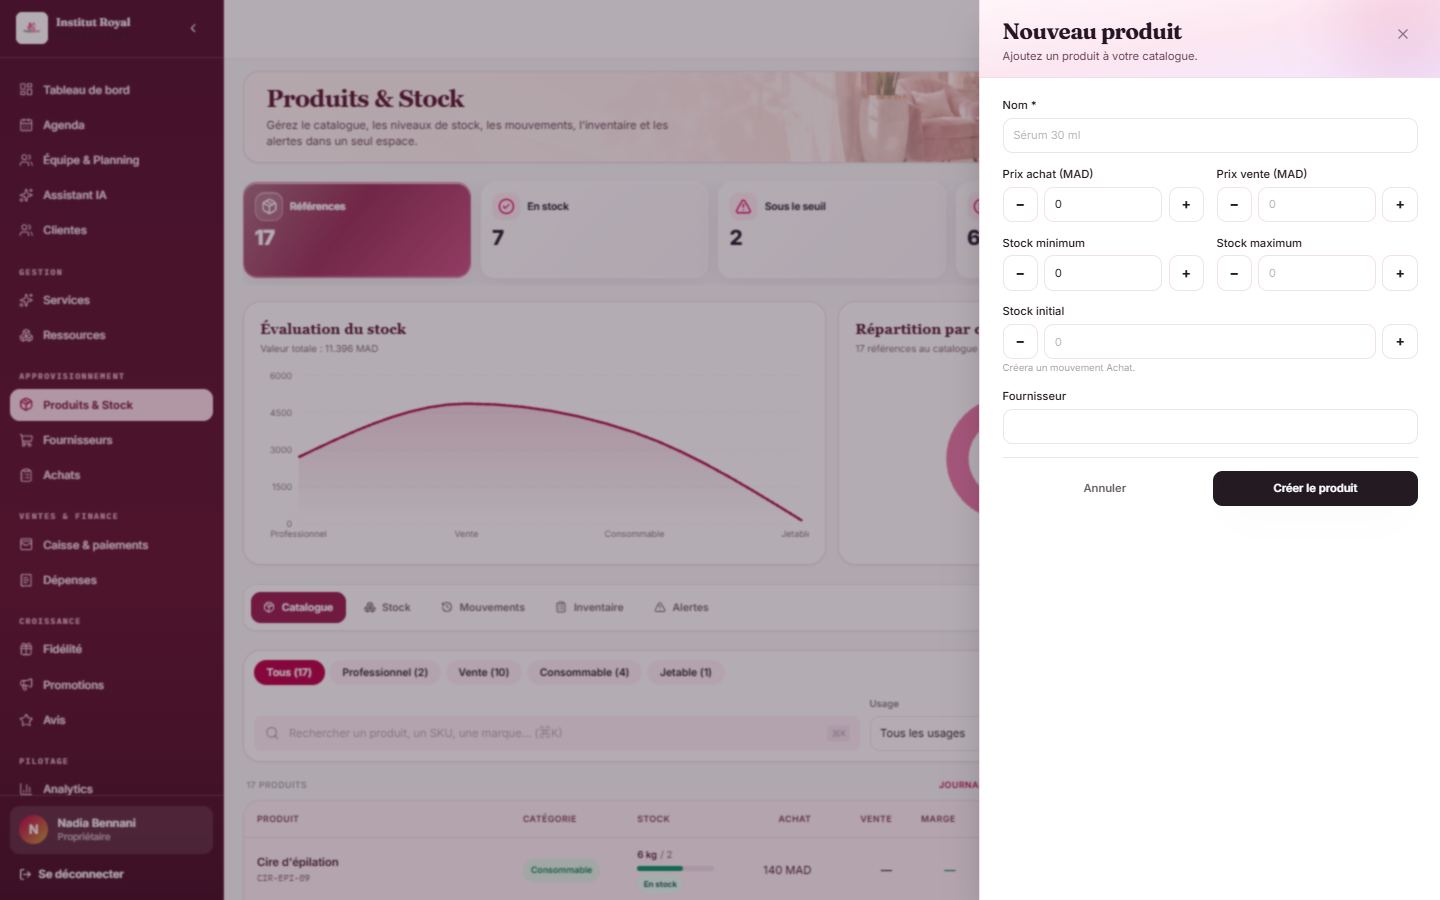 Institut Royal
Tableau de bord
Agenda
Équipe & Planning
Assistant IA
Clientes
GESTION
Services
Ressources
APPROVISIONNEMENT
Produits & Stock
Fournisseurs
Achats
VENTES & FINANCE
Caisse & paiements
Dépenses
CROISSANCE
Fidélité
Promotions
Avis
PILOTAGE
Analytics
N
Nadia Bennani
Propriétaire
Se déconnecter
Produits & Stock
Gérez le catalogue, les niveaux de stock, les mouvements, l'inventaire et les
alertes dans un seul espace.
Références
17
En stock
7
Sous le seuil
2
6
Évaluation du stock
Valeur totale : 11.396 MAD
6000
4500
3000
1500
0
Professionnel
Vente
Consommable
Jetable
Répartition par c
17 références au catalogue
Catalogue
Stock
Mouvements
Inventaire
Alertes
Tous (17)
Professionnel (2)
Vente (10)
Consommable (4)
Jetable (1)
Usage
Rechercher un produit, un SKU, une marque... (⌘K)
⌘K
Tous les usages
17 PRODUITS
JOURNA
PRODUIT
CATÉGORIE
STOCK
ACHAT
VENTE
MARGE
Cire d'épilation
CIR-EPI-09
Consommable
6 kg / 2
En stock
140 MAD
—
—
Nouveau produit
Ajoutez un produit à votre catalogue.
Nom *
Sérum 30 ml
Prix achat (MAD)
Prix vente (MAD)
− 0 +
− 0 +
Stock minimum
Stock maximum
− 0 +
− 0 +
Stock initial
− 0 +
Créera un mouvement Achat.
Fournisseur
Annuler
Créer le produit